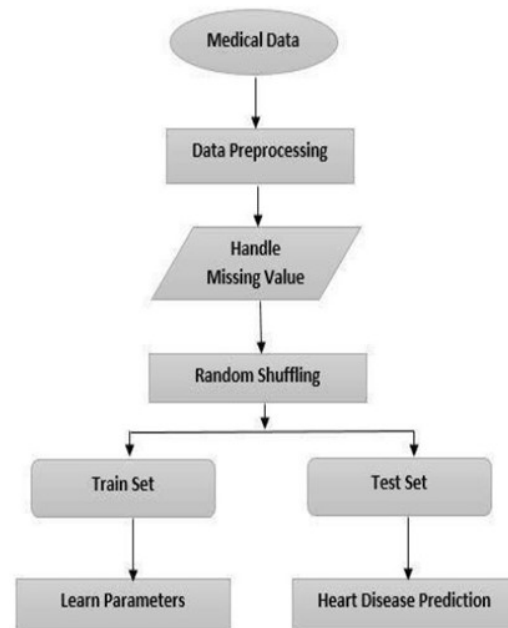 Medical Data
Data Preprocessing
Handle
Missing Value
Random Shuffling
Train Set
Test Set
Learn Parameters
Heart Disease Prediction